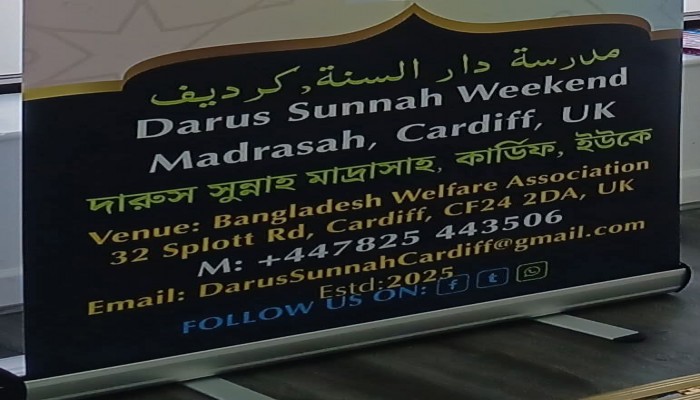 مدرسة دار السنة، كرديف
Darus Sunnah Weekend
Madrasah, Cardiff, UK
দারুস সুন্নাহ মাদ্রাসাহ, কার্ডিফ, ইউকে
Venue: Bangladesh Welfare Association
32 Splott Rd, Cardiff, CF24 2DA, UK
M: +447825 443506
Email: DarusSunnahCardiff@gmail.com
Estd:2025
FOLLOW US ON: